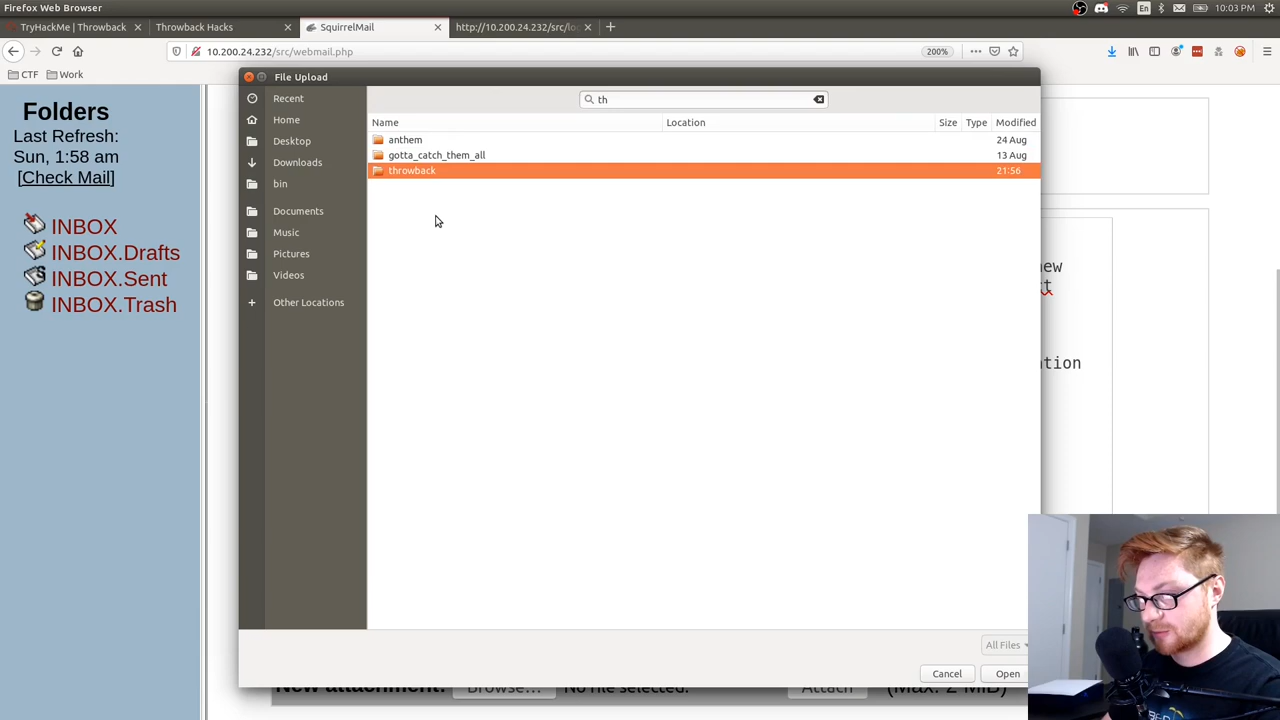 Firefox Web Browser
En 10:03 PM
TryHackMe | Throwback
Throwback Hacks
SquirrelMail
http://10.200.24.232/src/lo
10.200.24.232/src/webmail.php
200%
CTF Work
Folders
Last Refresh:
Sun, 1:58 am
[Check Mail]
INBOX
INBOX.Drafts
INBOX.Sent
INBOX.Trash
File Upload
Recent
Home
Desktop
Downloads
bin
Documents
Music
Pictures
Videos
Other Locations
th
Name Location Size Type Modified
anthem 24 Aug
gotta_catch_them_all 13 Aug
throwback 21:56
All Files
Cancel Open
New attachment: Browse... No file selected. Attach (Max. 2 MiB)